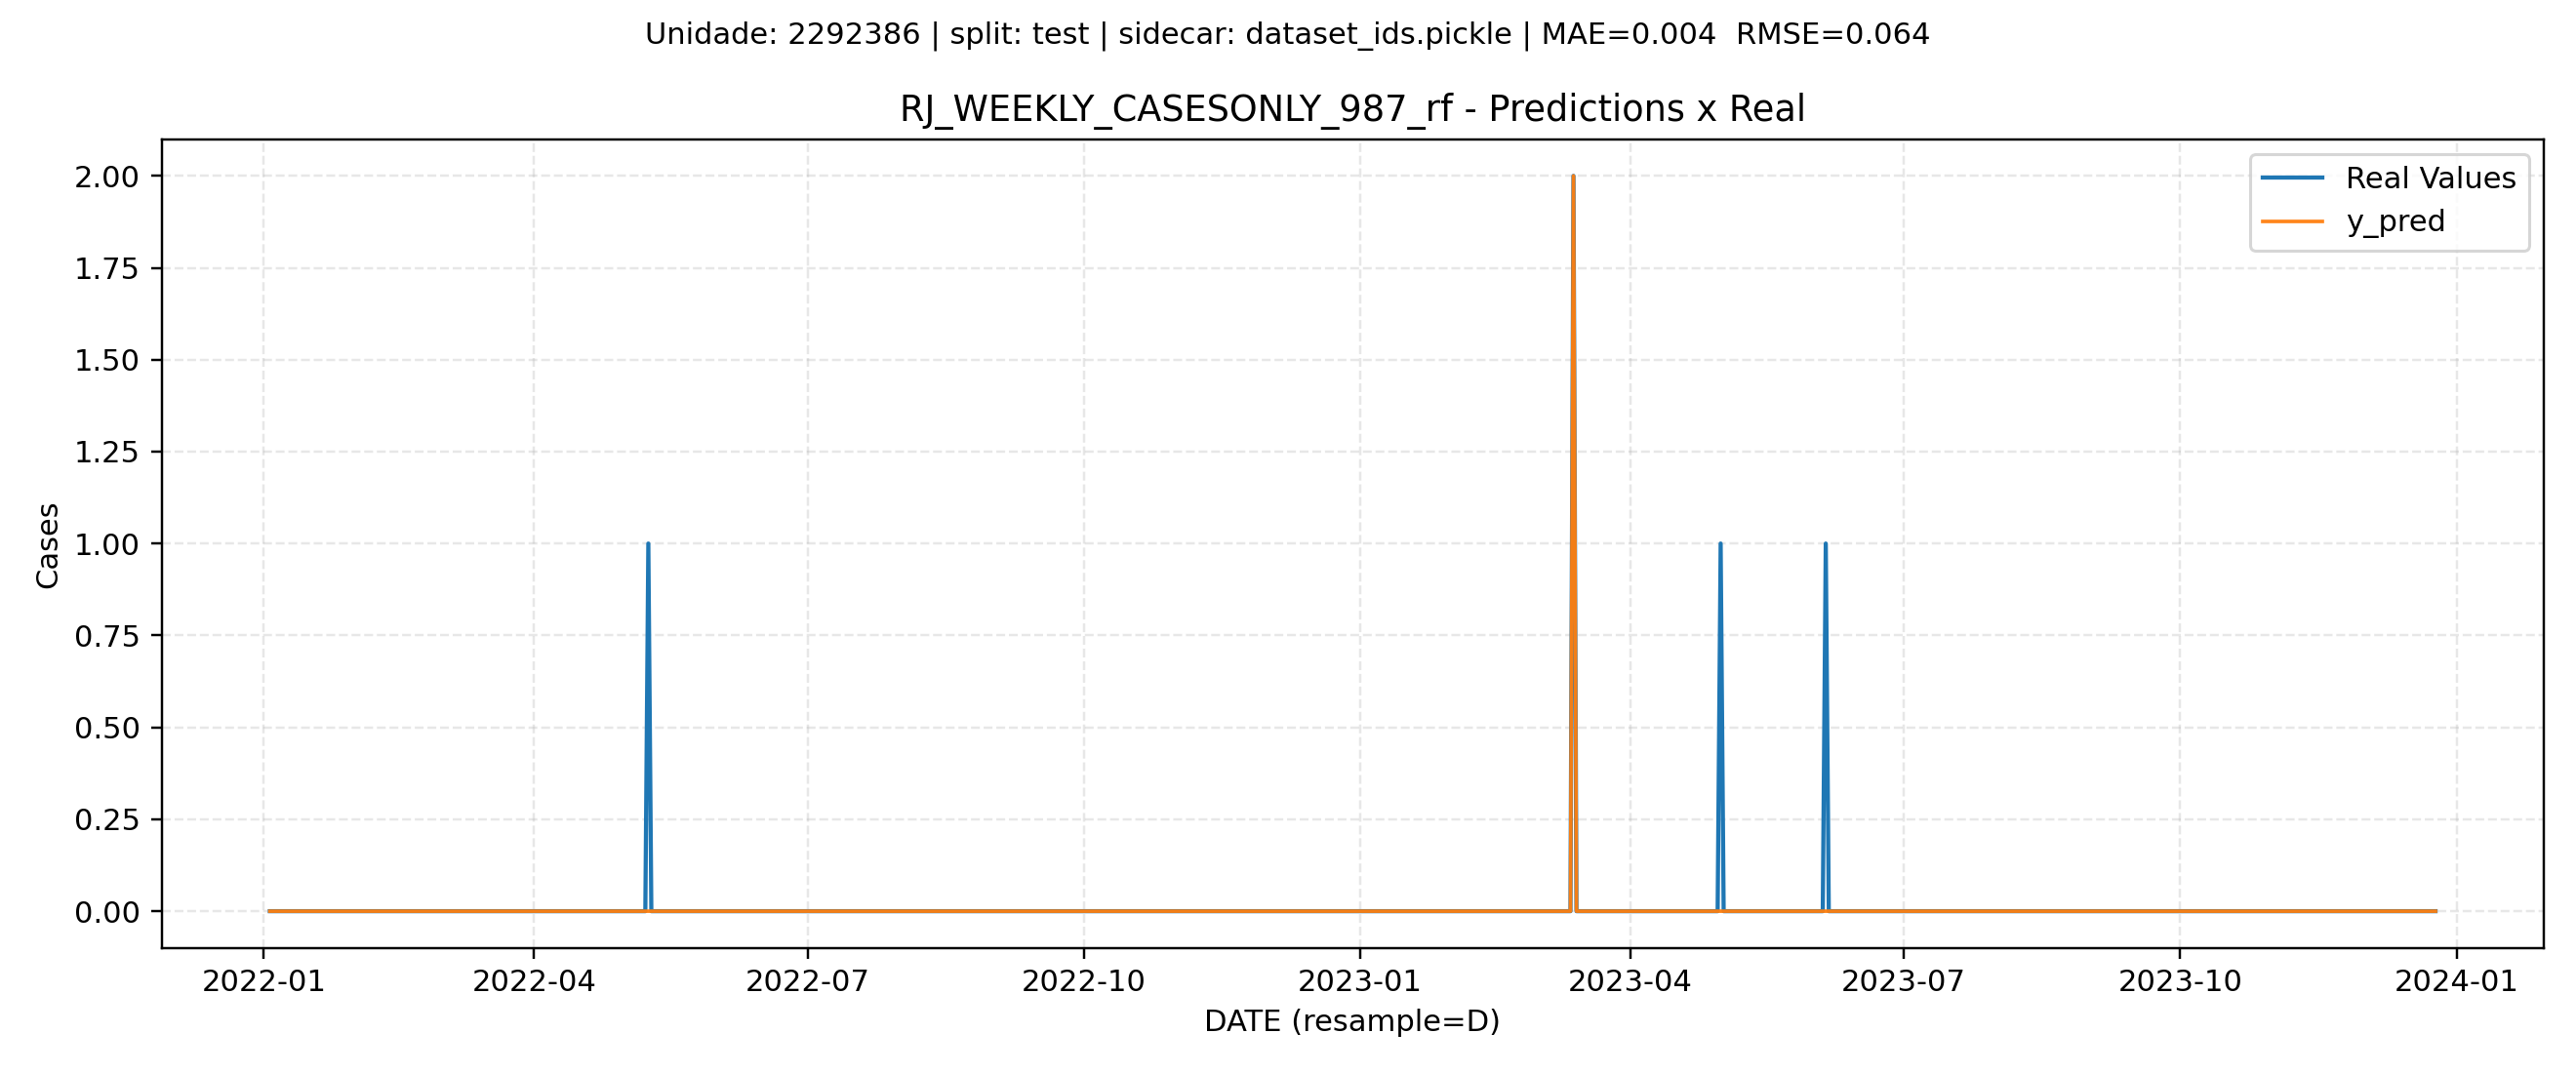 Unidade: 2292386 | split: test | sidecar: dataset_ids.pickle | MAE=0.004  RMSE=0.064
RJ_WEEKLY_CASESONLY_987_rf - Predictions x Real
Real Values
y_pred
Cases
2.00
1.75
1.50
1.25
1.00
0.75
0.50
0.25
0.00
2022-01 2022-04 2022-07 2022-10 2023-01 2023-04 2023-07 2023-10 2024-01
DATE (resample=D)